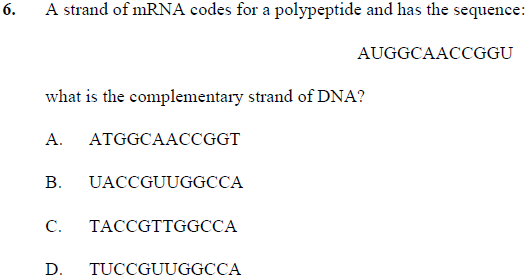 6. A strand of mRNA codes for a polypeptide and has the sequence:
AUGGCAACCGGU
what is the complementary strand of DNA?
A. ATGGCAACCGGT
B. UACCGUUGGCCA
C. TACCGTTGGCCA
D. TUCCGUUGGCCA